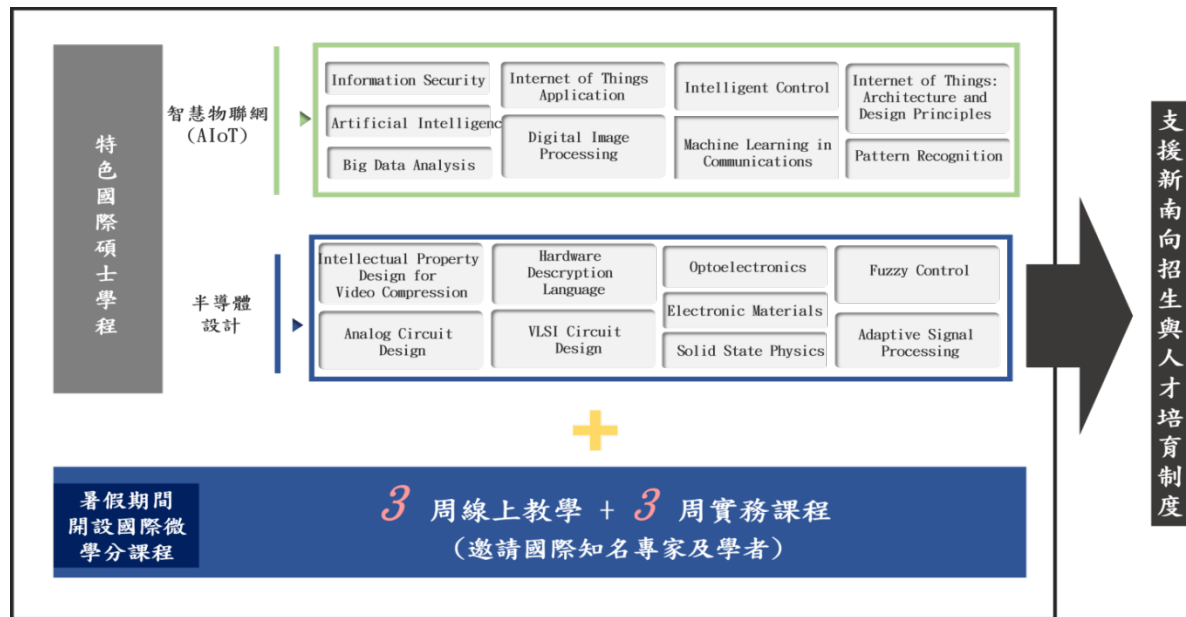 特色國際碩士學程
智慧物聯網
(AIoT)
Information Security
Artificial Intelligenc
Big Data Analysis
Internet of Things
Application
Digital Image
Processing
Intelligent Control
Machine Learning in
Communications
Internet of Things:
Architecture and
Design Principles
Pattern Recognition
半導體
設計
Intellectual Property
Design for
Video Compression
Analog Circuit
Design
Hardware
Descryption
Language
VLSI Circuit
Design
Optoelectronics
Electronic Materials
Solid State Physics
Fuzzy Control
Adaptive Signal
Processing
+
暑假期間
開設國際微
學分課程
3 周線上教學 + 3 周實務課程
(邀請國際知名專家及學者)
支援新南向招生與人才培育制度